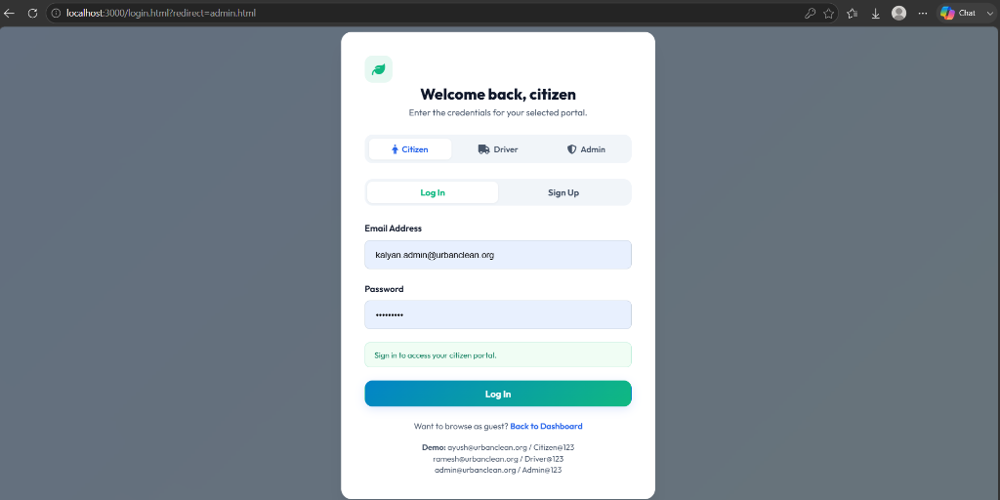 localhost:3000/login.html?redirect=admin.html
Chat
Welcome back, citizen
Enter the credentials for your selected portal.
Citizen Driver Admin
Log In Sign Up
Email Address
kalyan.admin@urbanclean.org
Password
•••••••••
Sign in to access your citizen portal.
Log In
Want to browse as guest? Back to Dashboard
Demo: ayush@urbanclean.org / Citizen@123
ramesh@urbanclean.org / Driver@123
admin@urbanclean.org / Admin@123